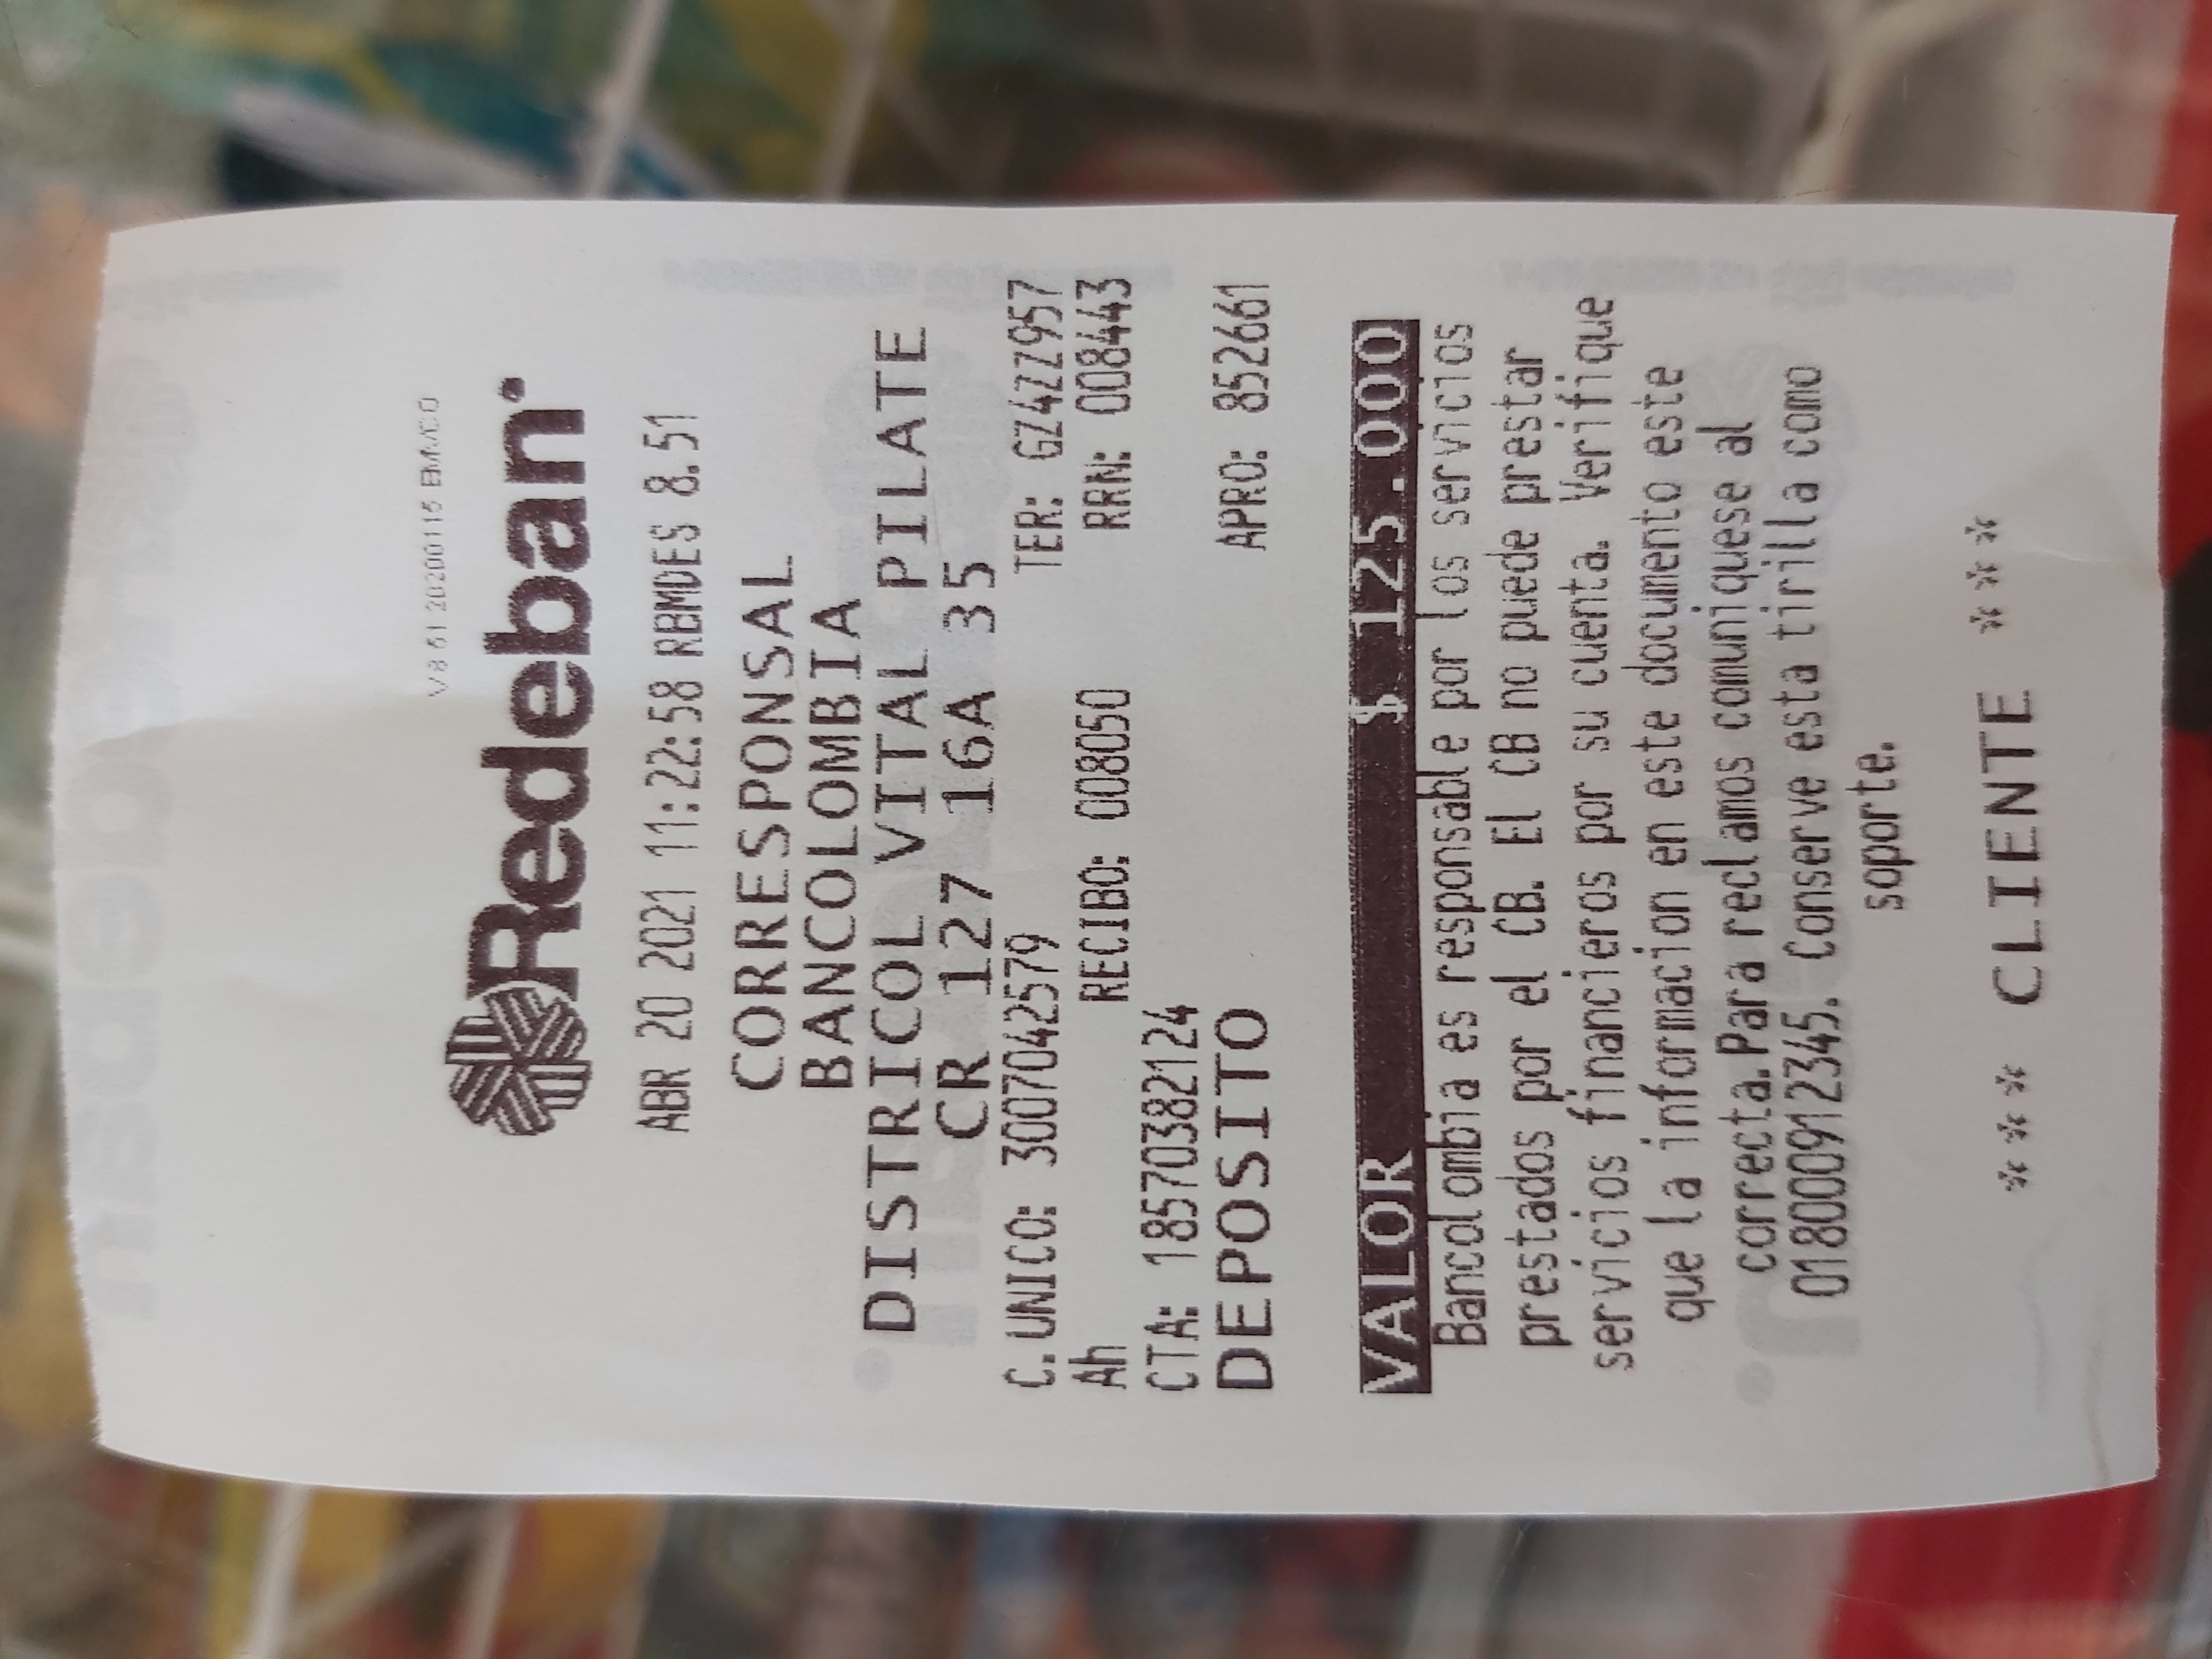 V8.51 20200115 BM/CO
Redeban
ABR 20 2021 11:22:58 RBMDES 8.51
CORRESPONSAL
BANCOLOMBIA
DISTRICOL VITAL PILATE
CR 127 16A 35
C.UNICO: 3007042579 TER: GZ4ZZ957
Ah RECIBO: 008050 RRN: 008443
CTA: 18570382124
DEPOSITO APRO: 852661
VALOR $ 125.000
Bancolombia es responsable por los servicios
prestados por el CB. El CB no puede prestar
servicios financieros por su cuenta. Verifique
que la informacion en este documento este
correcta.Para reclamos comuniquese al
018000912345. Conserve esta tirilla como
soporte.
*** CLIENTE ***